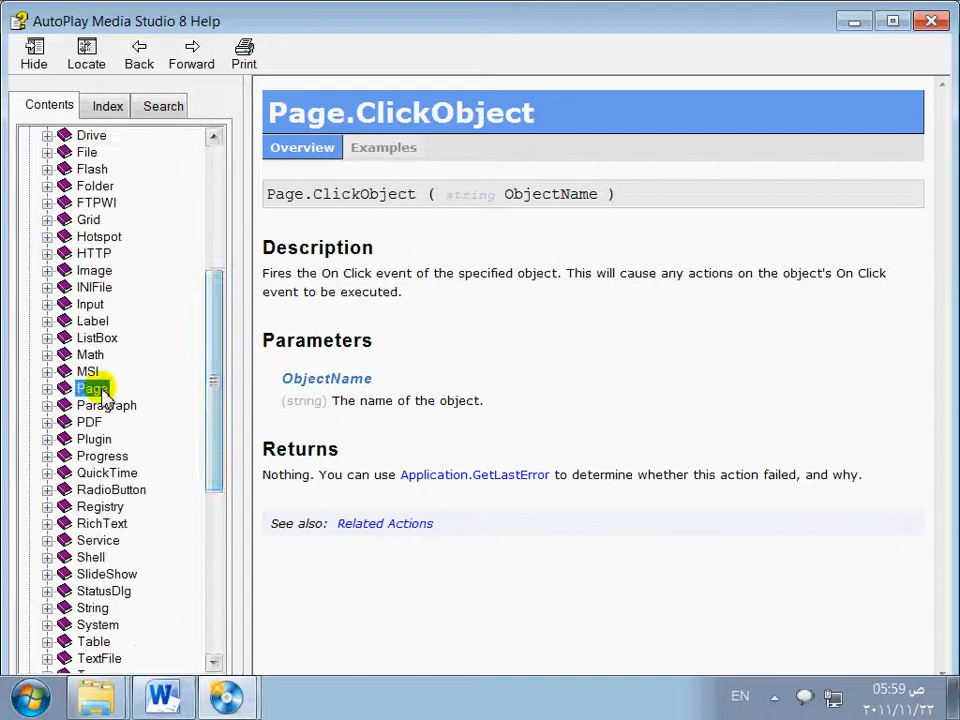 AutoPlay Media Studio 8 Help
Hide Locate Back Forward Print
Contents Index Search
Drive
File
Flash
Folder
FTPWI
Grid
Hotspot
HTTP
Image
INIFile
Input
Label
ListBox
Math
MSI
Page
Paragraph
PDF
Plugin
Progress
QuickTime
RadioButton
Registry
RichText
Service
Shell
SlideShow
StatusDlg
String
System
Table
TextFile
Page.ClickObject
Overview Examples
Page.ClickObject ( string ObjectName )
Description
Fires the On Click event of the specified object. This will cause any actions on the object's On Click
event to be executed.
Parameters
ObjectName
(string) The name of the object.
Returns
Nothing. You can use Application.GetLastError to determine whether this action failed, and why.
See also: Related Actions
EN
05:59 ص
٢٠١١/١١/٢٢